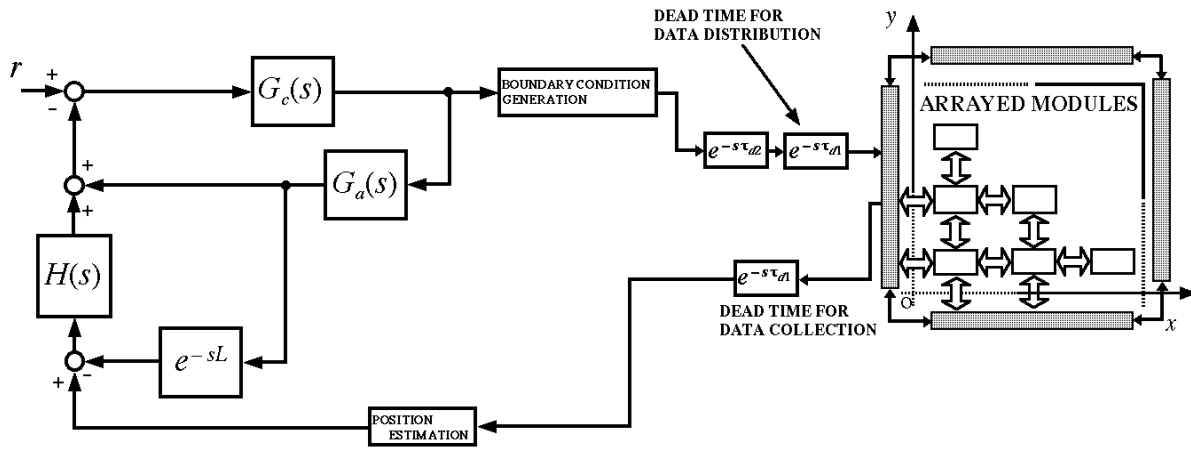 DEAD TIME FOR
DATA DISTRIBUTION
y
r
+
−
G_c(s)
BOUNDARY CONDITION
GENERATION
ARRAYED MODULES
e^{-sτ_{d2}}
e^{-sτ_{d1}}
+
+
G_a(s)
H(s)
e^{-sτ_{d1}}
O
x
DEAD TIME FOR
DATA COLLECTION
e^{-sL}
+
−
POSITION
ESTIMATION